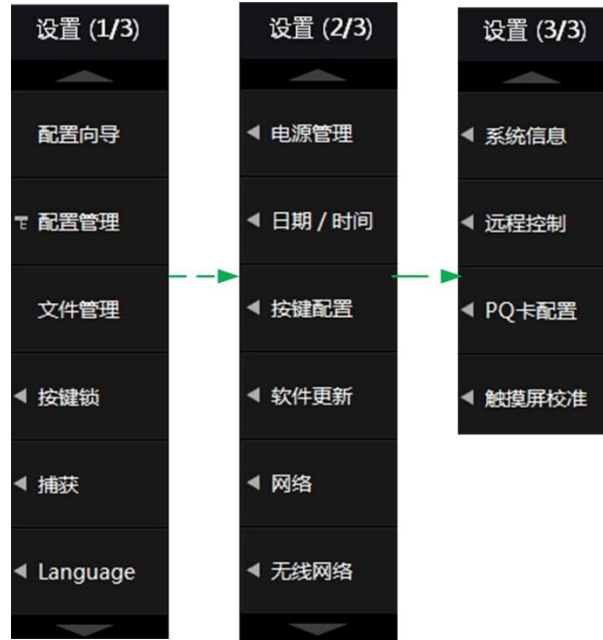 设置 (1/3)
配置向导
配置管理
文件管理
按键锁
捕获
Language
设置 (2/3)
电源管理
日期 / 时间
按键配置
软件更新
网络
无线网络
设置 (3/3)
系统信息
远程控制
PQ卡配置
触摸屏校准